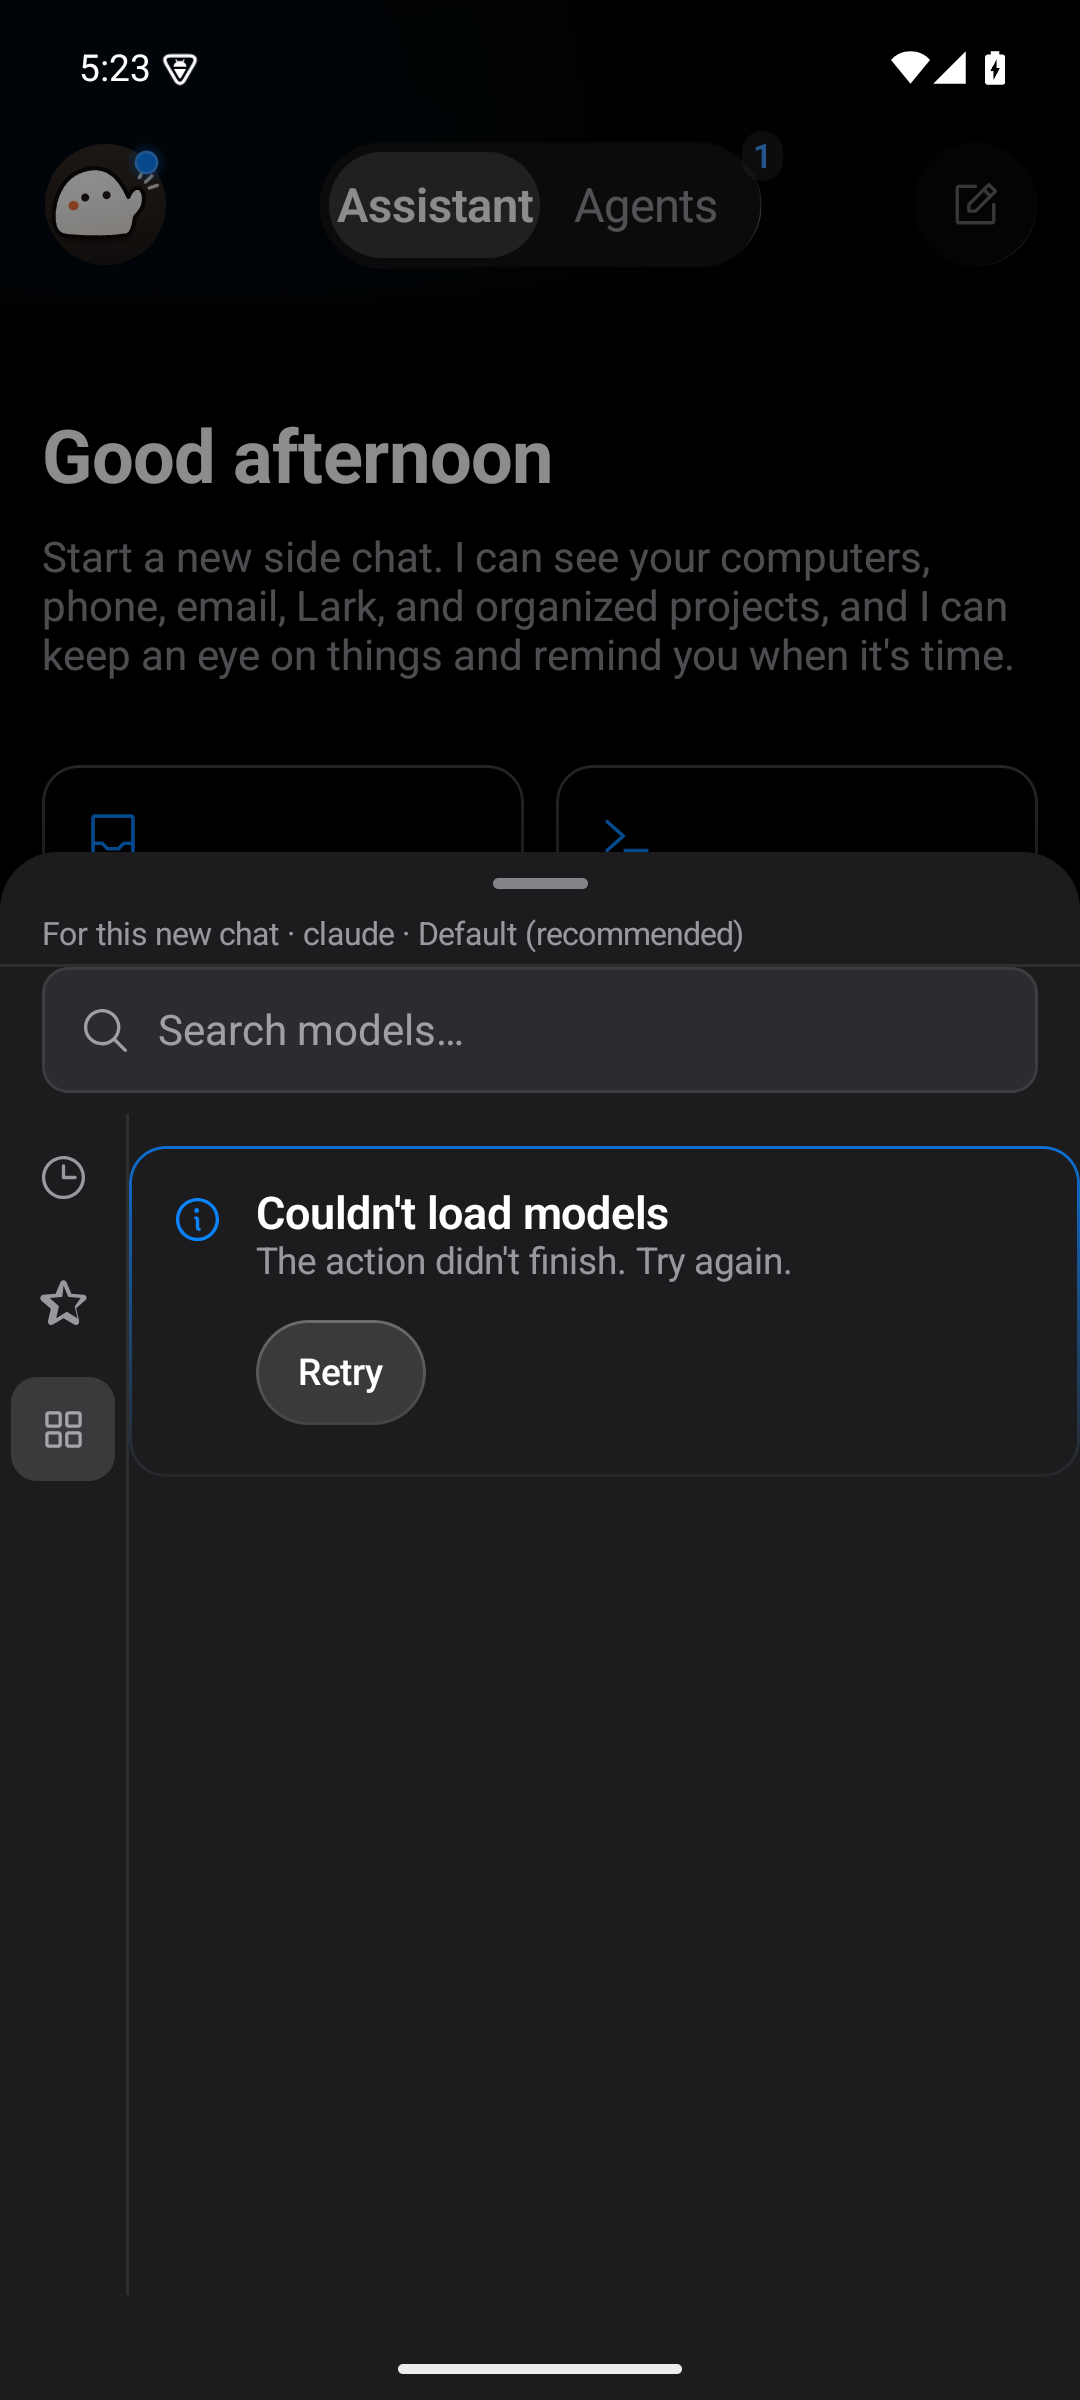 5:23
Assistant
Agents
1
Good afternoon
Start a new side chat. I can see your computers,
phone, email, Lark, and organized projects, and I can
keep an eye on things and remind you when it's time.
For this new chat · claude · Default (recommended)
Search models…
Couldn't load models
The action didn't finish. Try again.
Retry